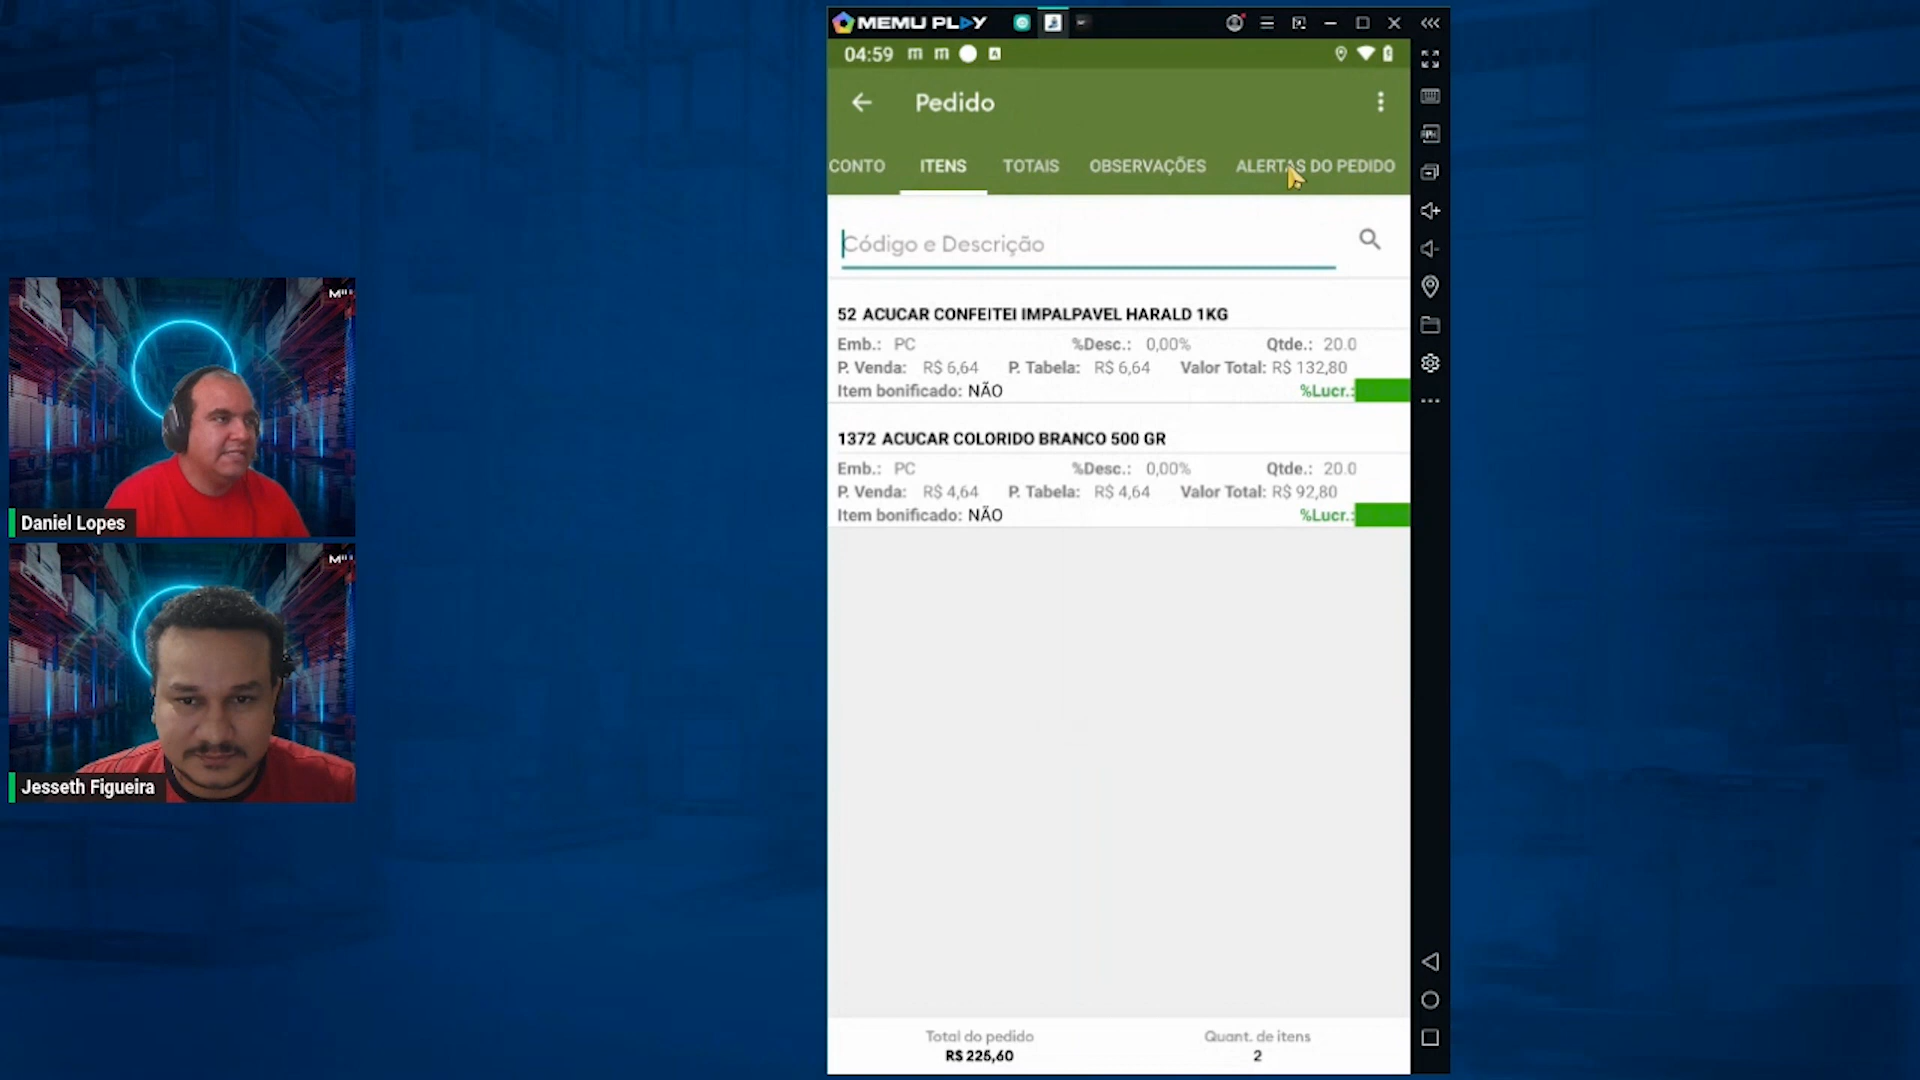 MEMU PLAY
04:59
Pedido
CONTO
ITENS
TOTAIS
OBSERVAÇÕES
ALERTAS DO PEDIDO
Código e Descrição
52 ACUCAR CONFEITEI IMPALPAVEL HARALD 1KG
Emb.: PC %Desc.: 0,00% Qtde.: 20.0
P. Venda: R$ 6,64 P. Tabela: R$ 6,64 Valor Total: R$ 132,80
Item bonificado: NÃO %Lucr.:
1372 ACUCAR COLORIDO BRANCO 500 GR
Emb.: PC %Desc.: 0,00% Qtde.: 20.0
P. Venda: R$ 4,64 P. Tabela: R$ 4,64 Valor Total: R$ 92,80
Item bonificado: NÃO %Lucr.:
Total do pedido
R$ 225,60
Quant. de itens
2
Daniel Lopes
Jesseth Figueira